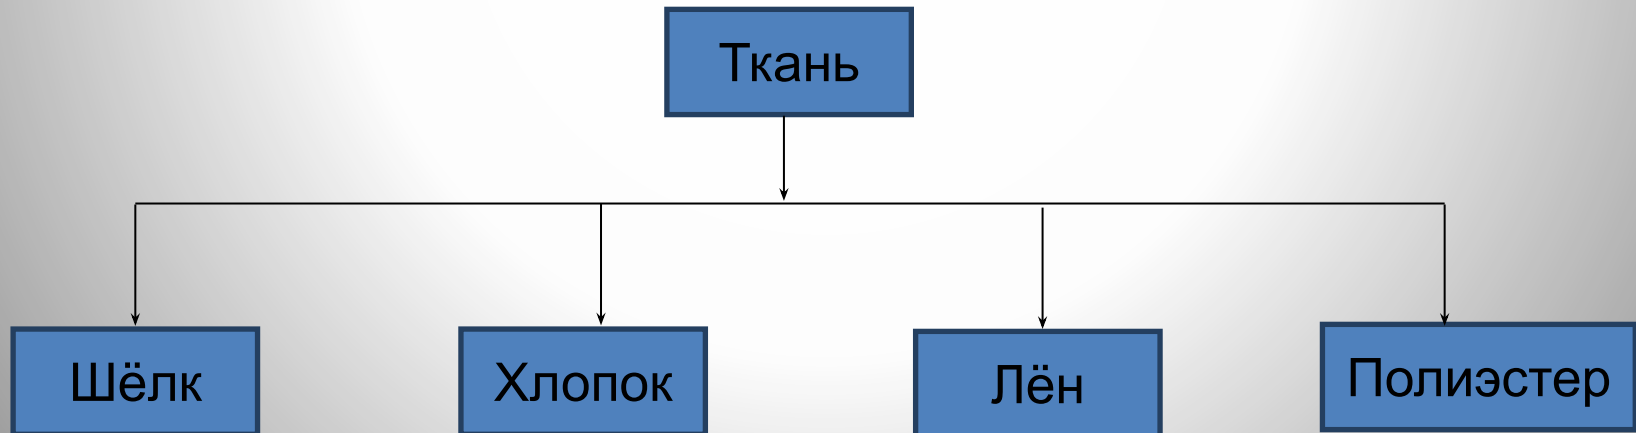 Ткань
Шёлк
Хлопок
Лён
Полиэстер